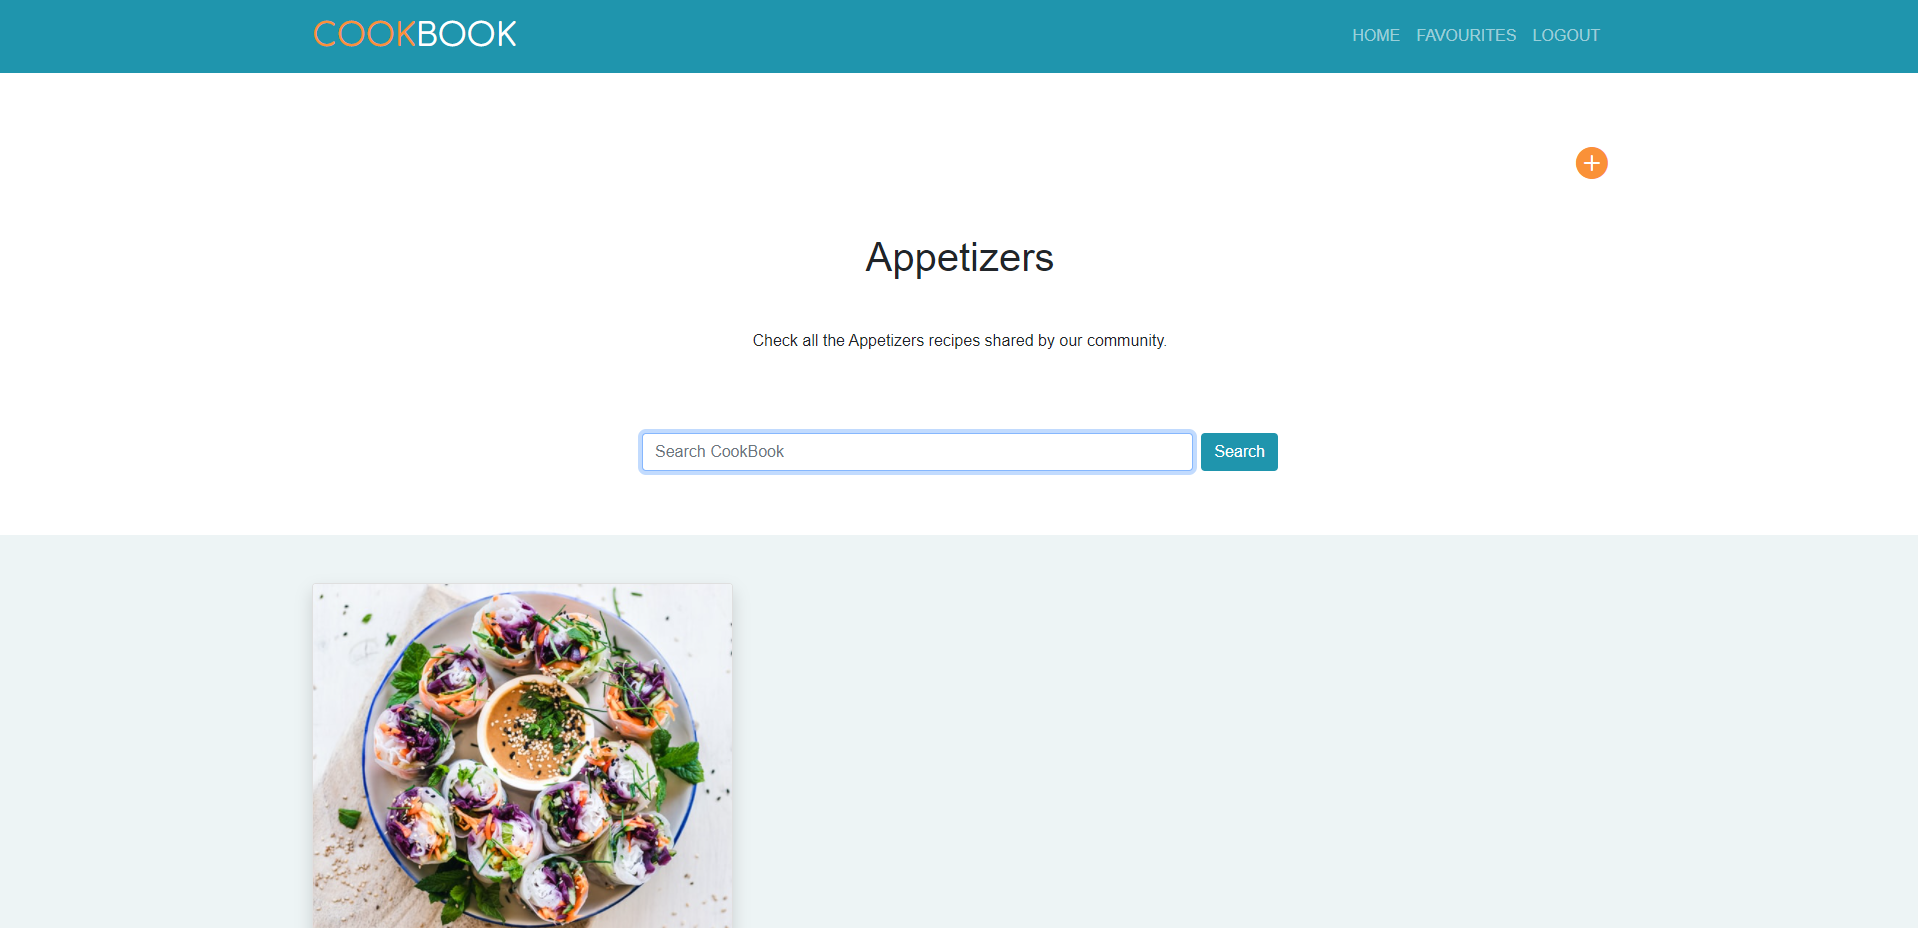 COOKBOOK
HOME FAVOURITES LOGOUT
Appetizers
Check all the Appetizers recipes shared by our community.
Search CookBook Search